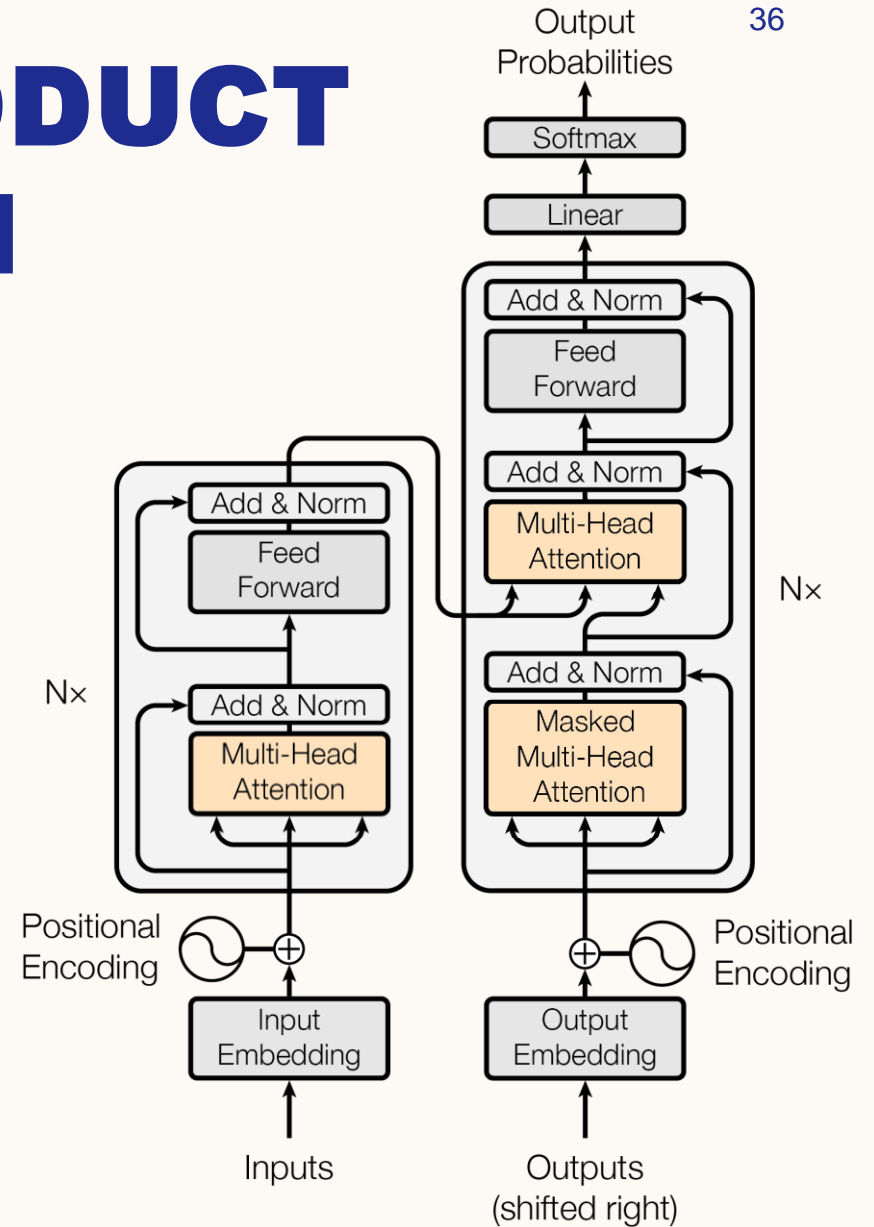 36
ODUCT
Output
Probabilities
Softmax
Linear
Add & Norm
Feed
Forward
Add & Norm
Multi-Head
Attention
Nx
Add & Norm
Masked
Multi-Head
Attention
Add & Norm
Feed
Forward
Nx
Add & Norm
Multi-Head
Attention
Positional
Encoding
Positional
Encoding
Input
Embedding
Output
Embedding
Inputs
Outputs
(shifted right)